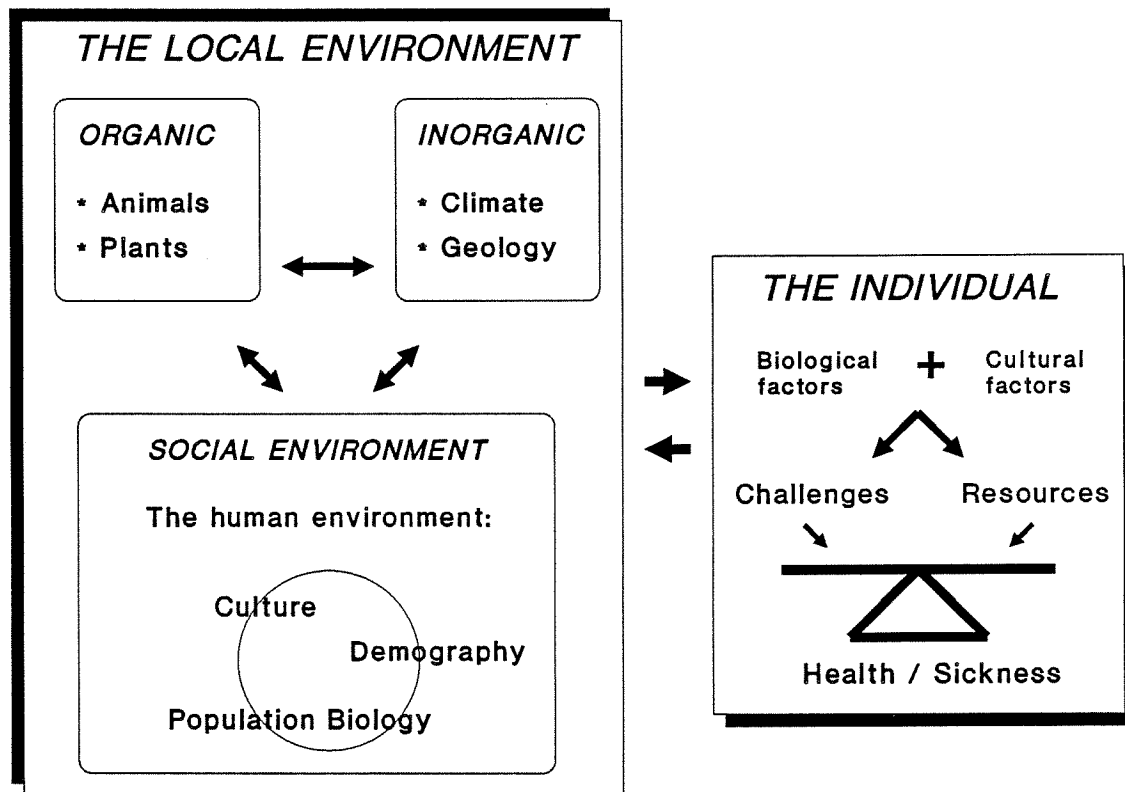 THE LOCAL ENVIRONMENT
ORGANIC
* Animals
* Plants
INORGANIC
* Climate
* Geology
SOCIAL ENVIRONMENT
The human environment:
Culture
Demography
Population Biology
THE INDIVIDUAL
Biological
factors
+
Cultural
factors
Challenges
Resources
Health / Sickness